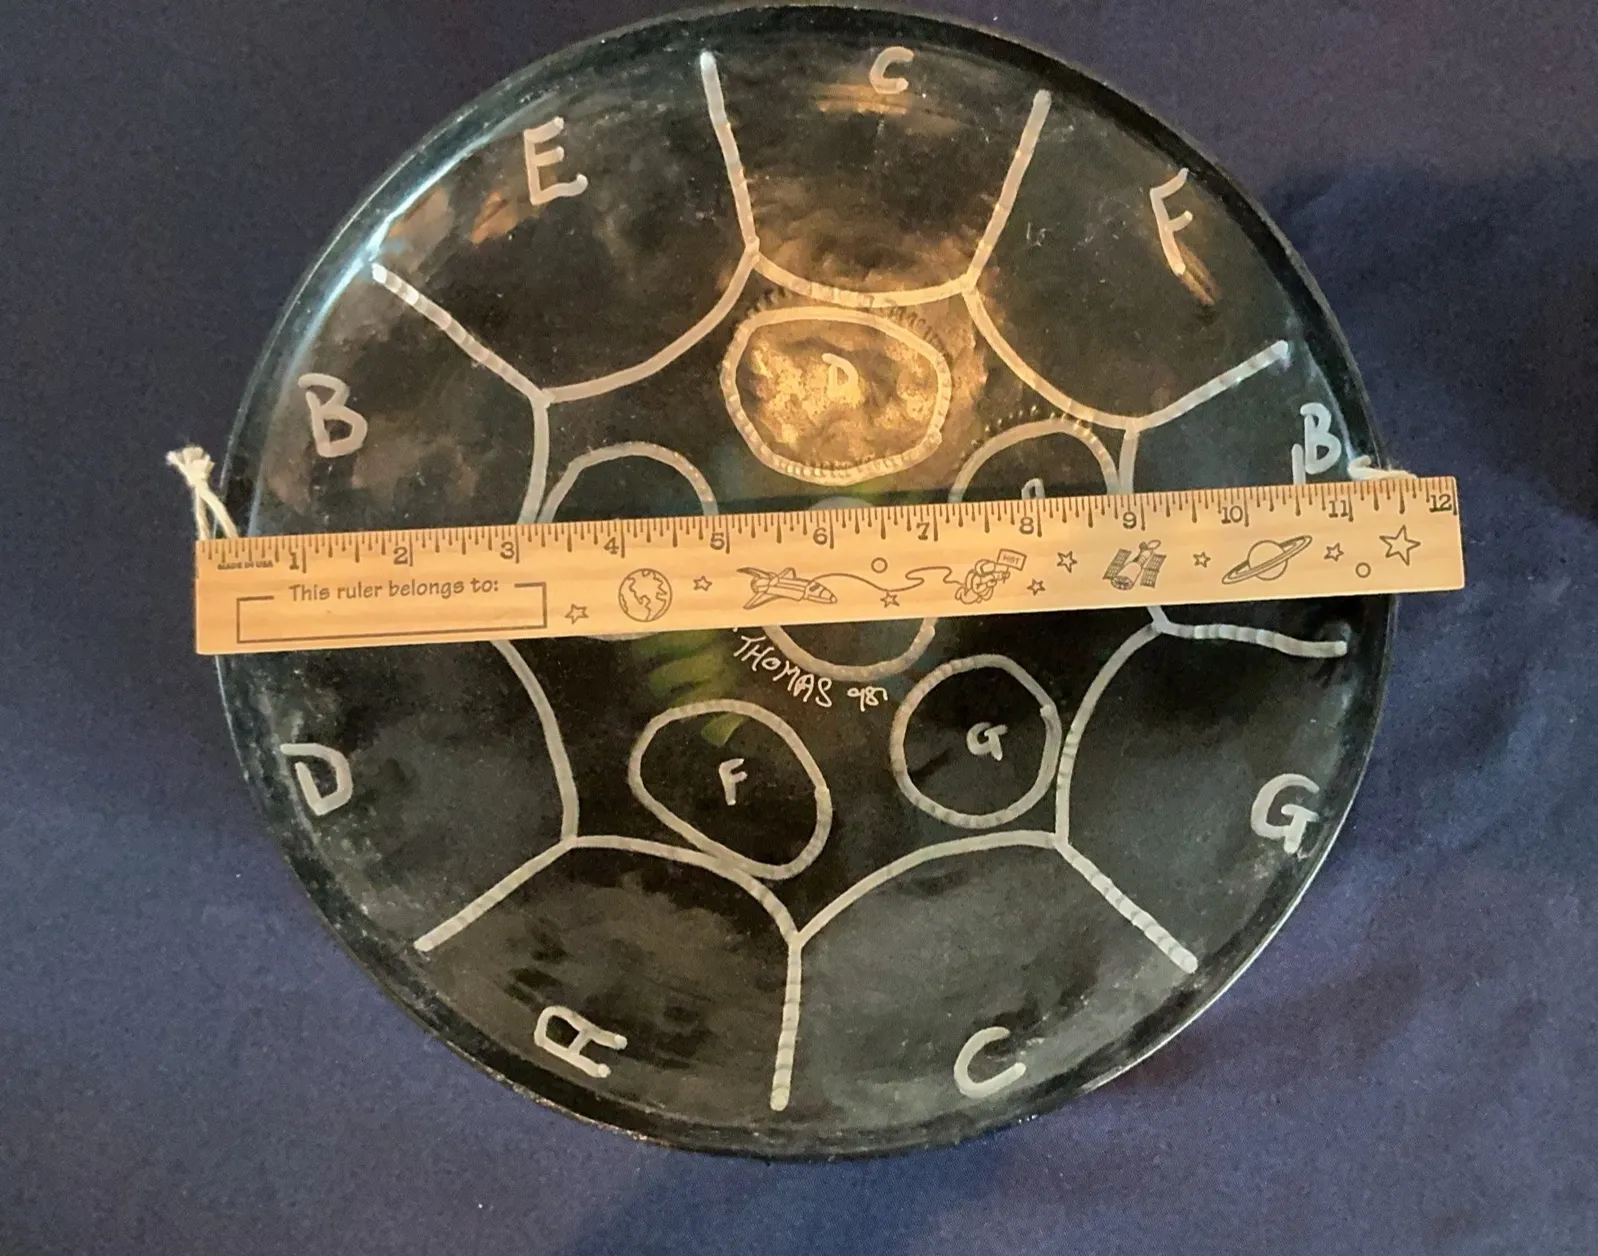 C
E
F
D
B
B
1 2 3 4 5 6 7 8 9 10 11 12
MADE IN USA
This ruler belongs to:
THOMAS 98
D
F
G
G
A
C